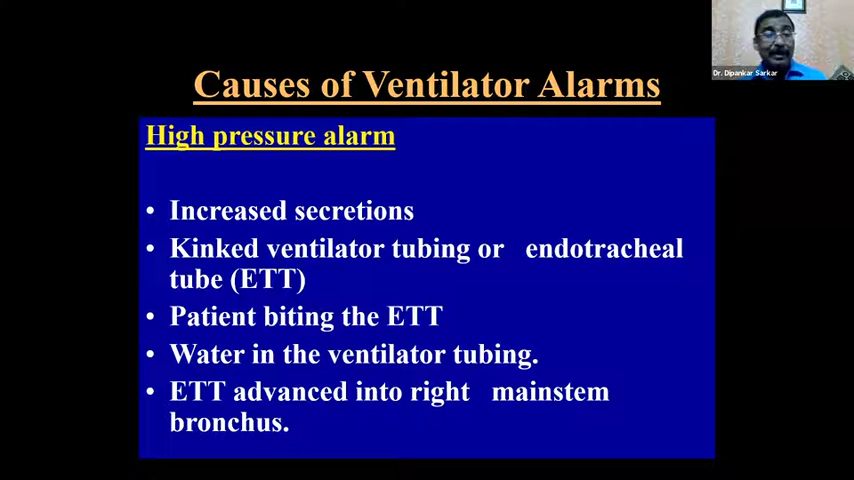 Dr. Dipankar Sarkar
Causes of Ventilator Alarms
High pressure alarm
• Increased secretions
• Kinked ventilator tubing or endotracheal
tube (ETT)
• Patient biting the ETT
• Water in the ventilator tubing.
• ETT advanced into right mainstem
bronchus.